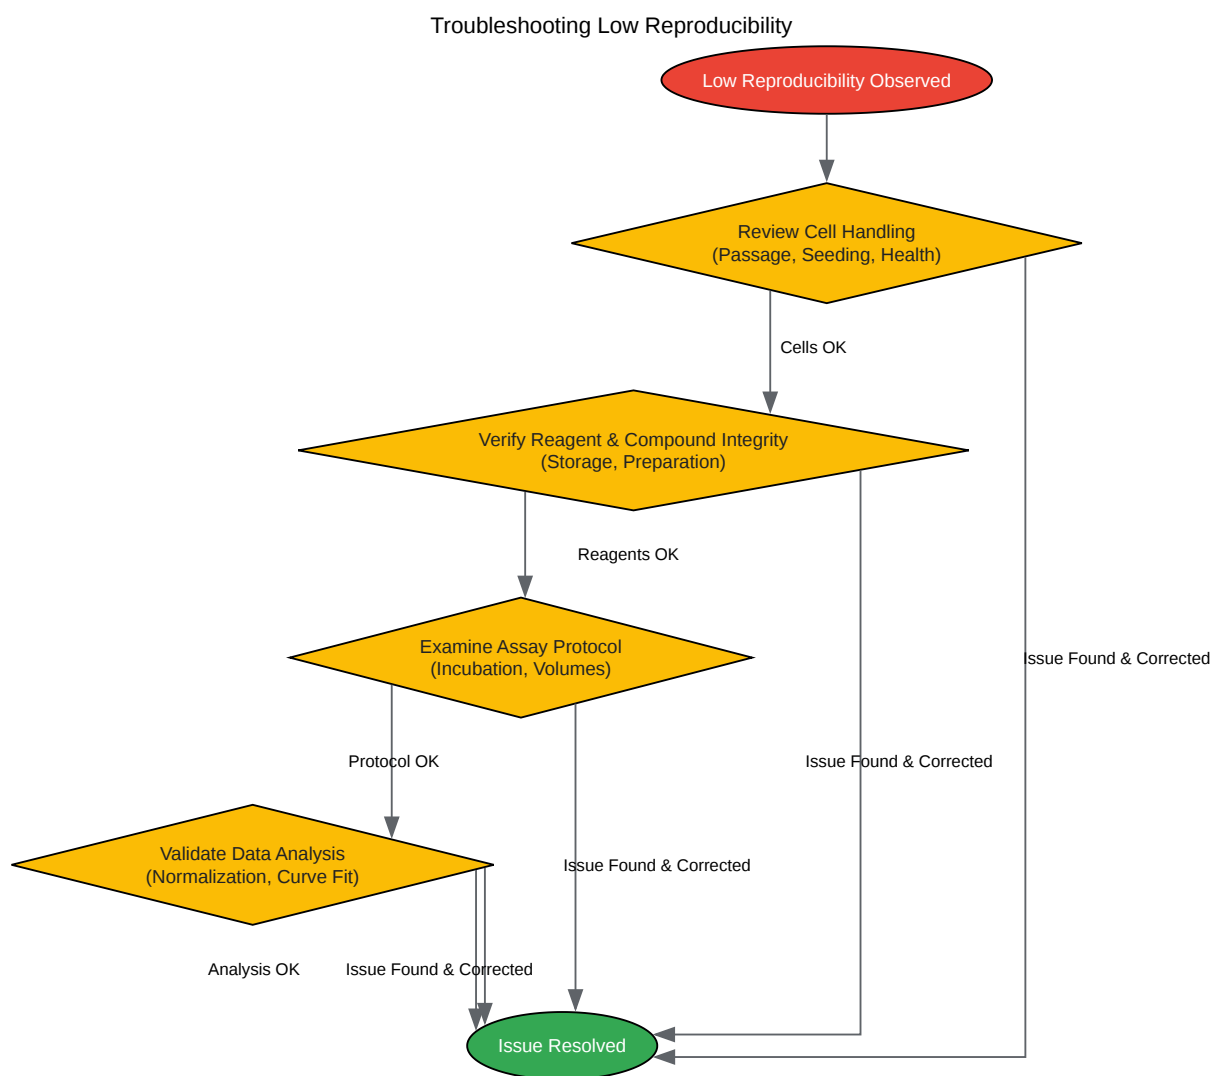 Troubleshooting Low Reproducibility
Low Reproducibility Observed
Review Cell Handling
(Passage, Seeding, Health)
Cells OK
Verify Reagent & Compound Integrity
(Storage, Preparation)
Reagents OK
Examine Assay Protocol
(Incubation, Volumes)
Issue Found & Corrected
Protocol OK
Issue Found & Corrected
Validate Data Analysis
(Normalization, Curve Fit)
Issue Found & Corrected
Analysis OK
Issue Found & Corrected
Issue Resolved